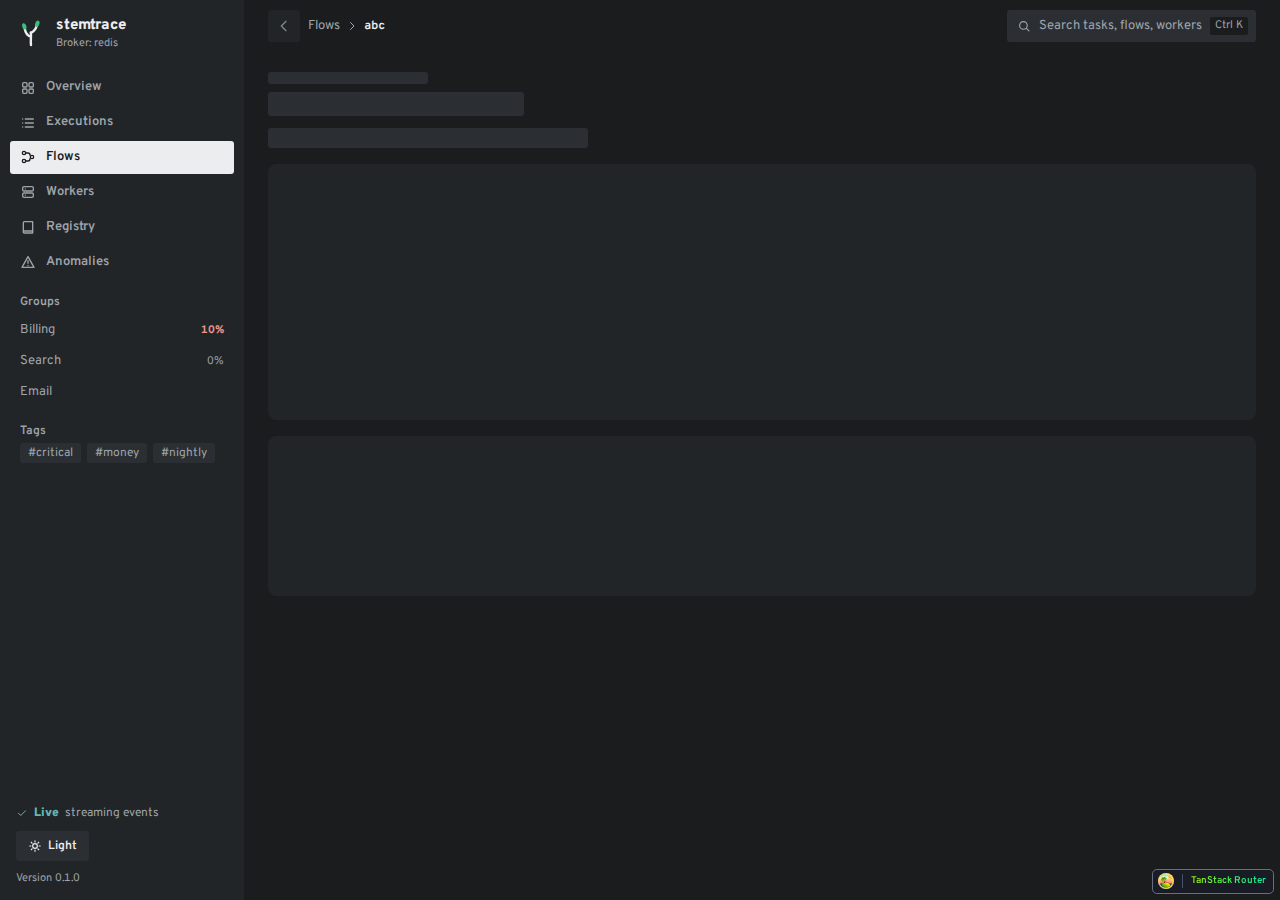 stemtrace
Broker: redis
Flows
abc
Search tasks, flows, workers
Ctrl K
Overview
Executions
Flows
Workers
Registry
Anomalies
Groups
Billing 10%
Search 0%
Email
Tags
#critical #money #nightly
Live streaming events
Light
Version 0.1.0
TanStack Router